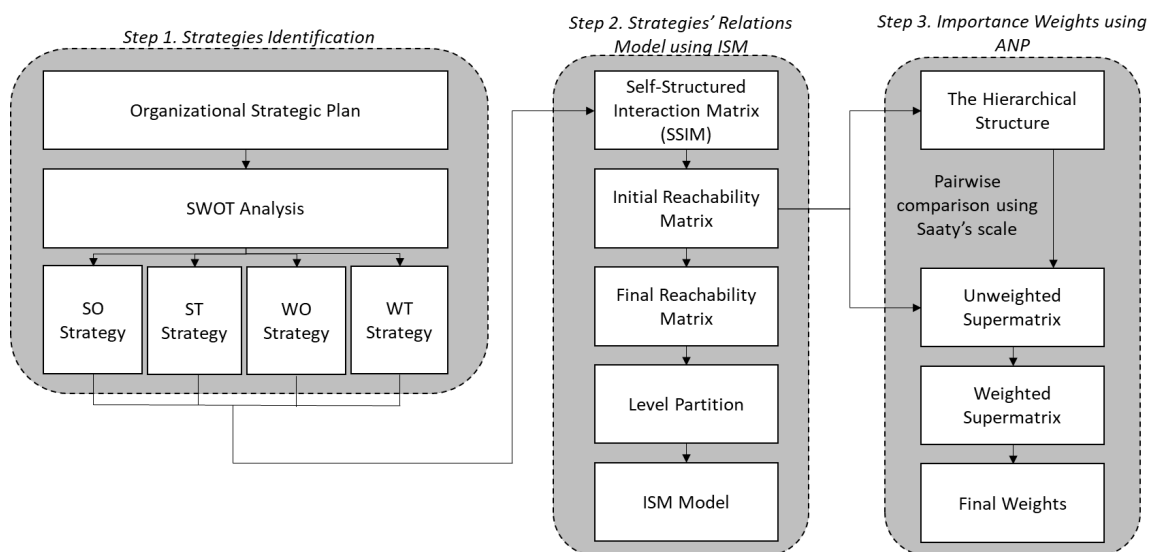 Step 1. Strategies Identification
Organizational Strategic Plan
SWOT Analysis
SO
Strategy
ST
Strategy
WO
Strategy
WT
Strategy
Step 2. Strategies' Relations
Model using ISM
Self-Structured
Interaction Matrix
(SSIM)
Initial Reachability
Matrix
Final Reachability
Matrix
Level Partition
ISM Model
Step 3. Importance Weights using
ANP
The Hierarchical
Structure
Pairwise
comparison using
Saaty's scale
Unweighted
Supermatrix
Weighted
Supermatrix
Final Weights